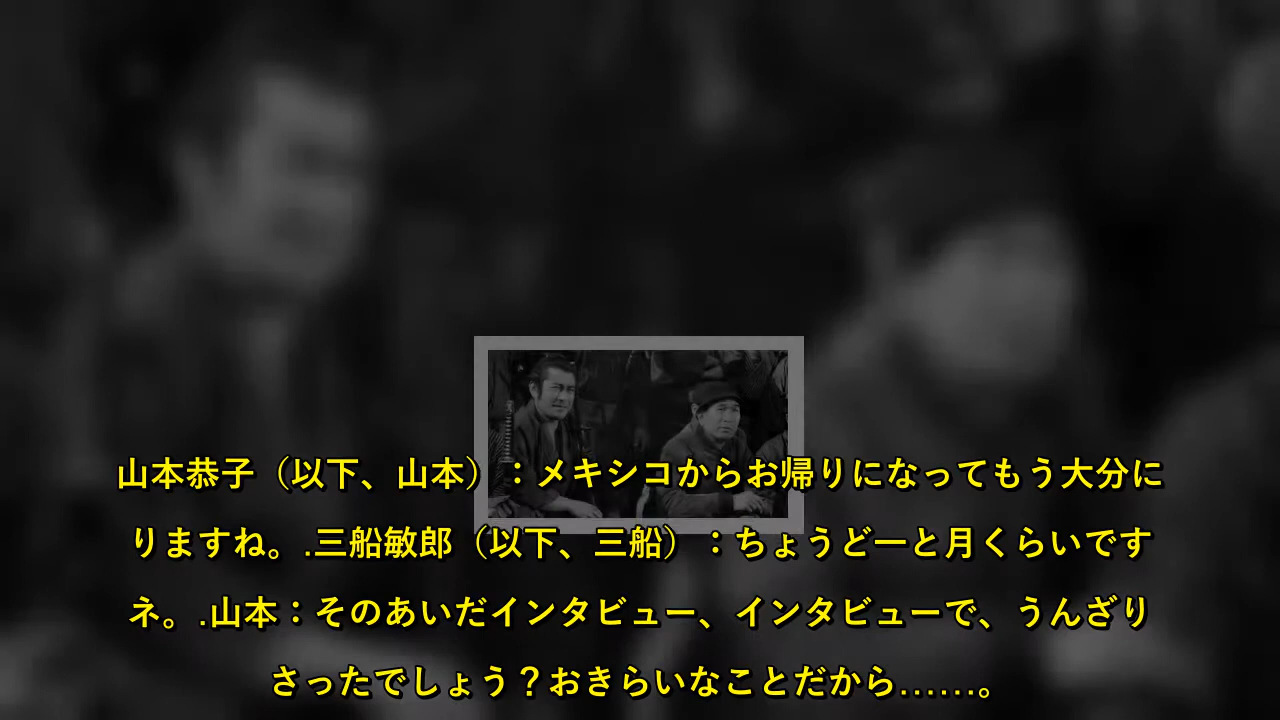 山本恭子（以下、山本）：メキシコからお帰りになってもう大分に
りますね。.三船敏郎（以下、三船）：ちょうど一と月くらいです
ネ。.山本：そのあいだインタビュー、インタビューで、うんざり
さったでしょう？おきらいなことだから……。